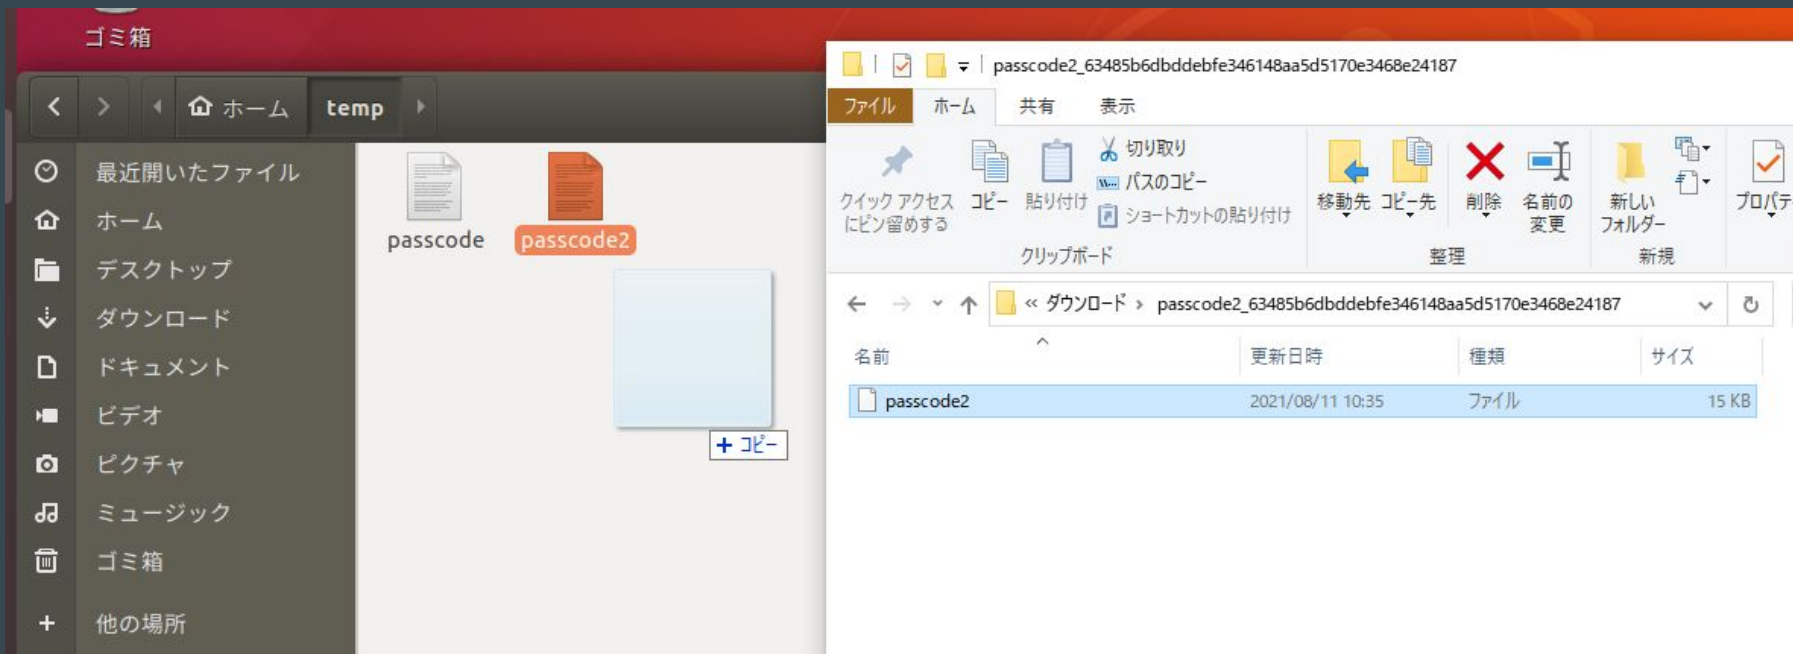 ゴミ箱
ホーム temp
最近開いたファイル
ホーム
デスクトップ
ダウンロード
ドキュメント
ビデオ
ピクチャ
ミュージック
ゴミ箱
他の場所
passcode passcode2
+ コピー
passcode2_63485b6dbddebfe346148aa5d5170e3468e24187
ファイル ホーム 共有 表示
クイック アクセス
にピン留めする
コピー
貼り付け
切り取り
パスのコピー
ショートカットの貼り付け
クリップボード
移動先 コピー先 削除 名前の
変更
整理
新しい
フォルダー
新規
プロパテ
« ダウンロード › passcode2_63485b6dbddebfe346148aa5d5170e3468e24187
名前 更新日時 種類 サイズ
passcode2 2021/08/11 10:35 ファイル 15 KB